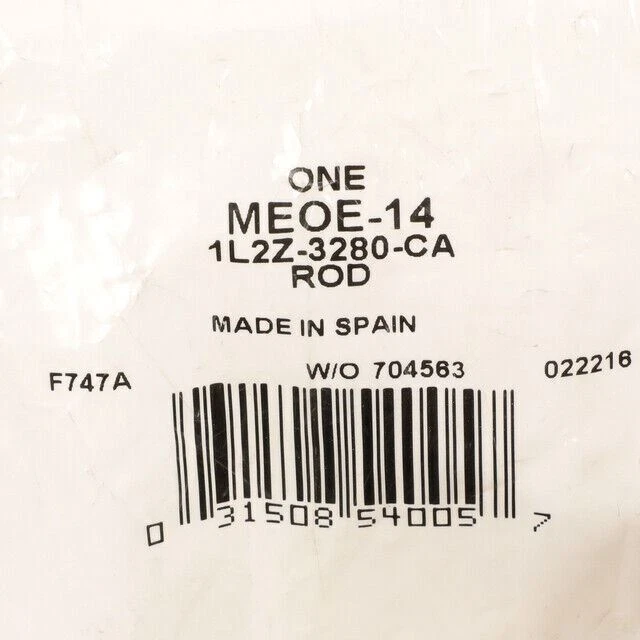 ONE
MEOE-14
1L2Z-3280-CA
ROD
MADE IN SPAIN
F747A W/O 704563 022216
0 31508 54005 7